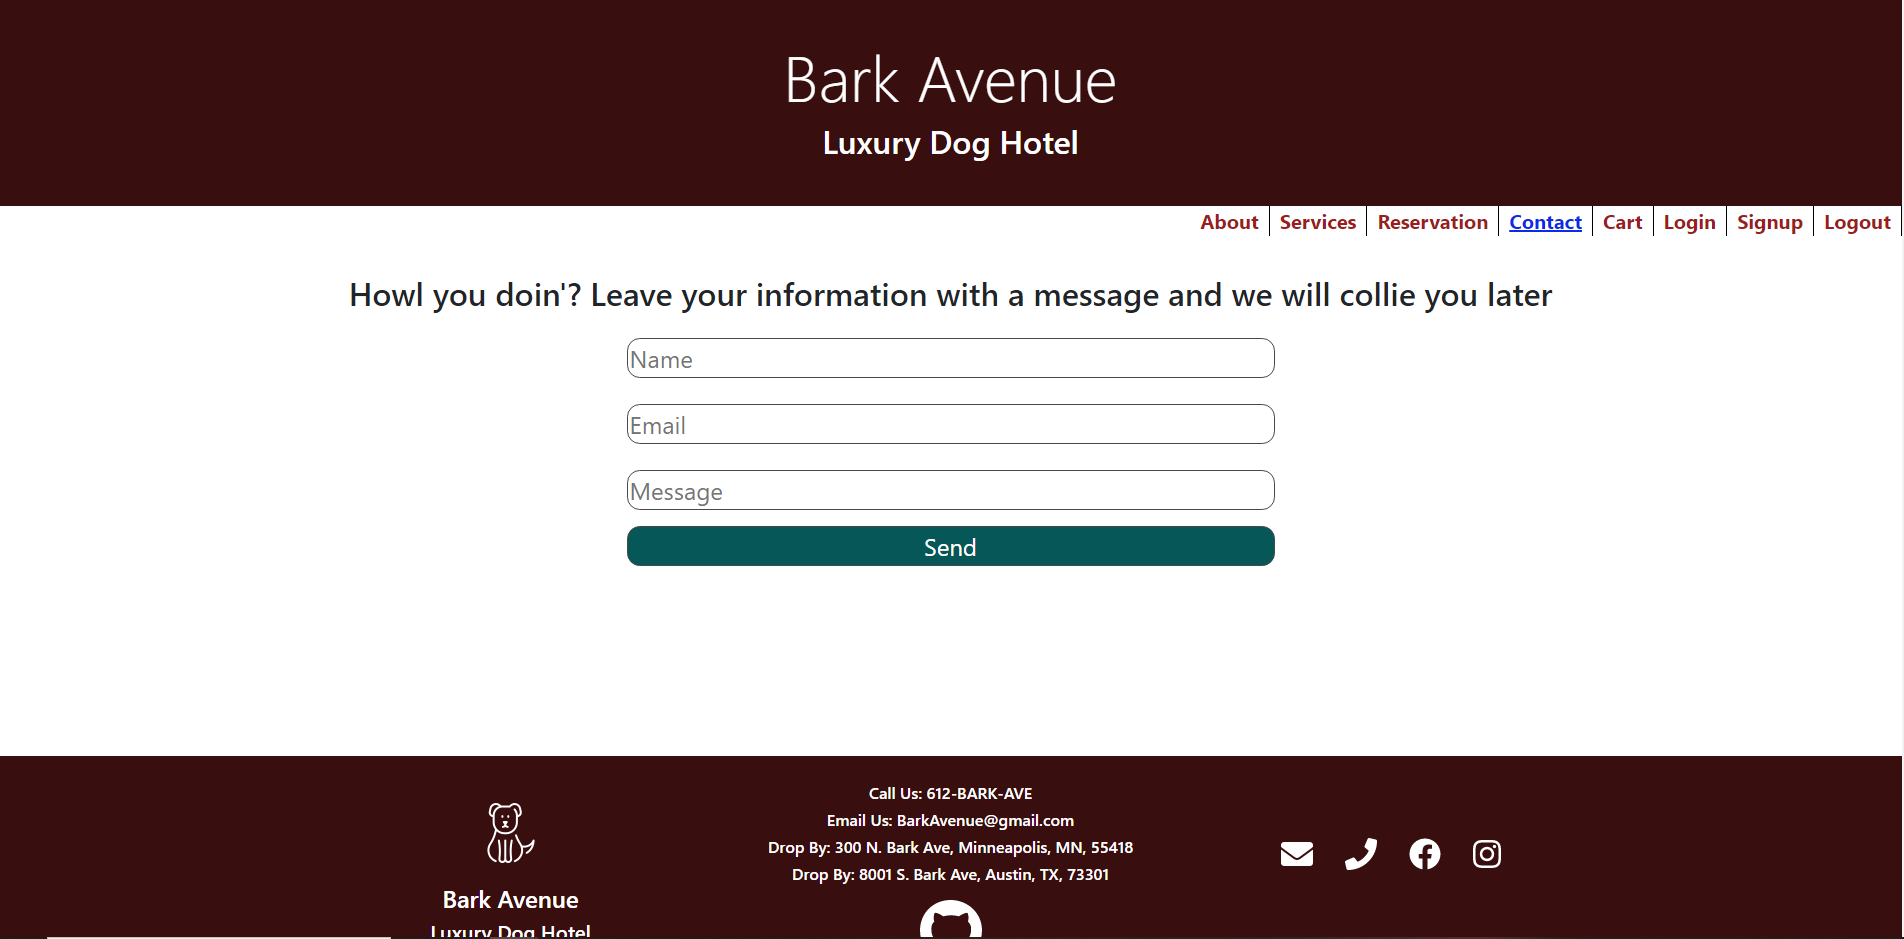 Bark Avenue
Luxury Dog Hotel
About Services Reservation Contact Cart Login Signup Logout
Howl you doin'? Leave your information with a message and we will collie you later
Name
Email
Message
Send
Call Us: 612-BARK-AVE
Email Us: BarkAvenue@gmail.com
Drop By: 300 N. Bark Ave, Minneapolis, MN, 55418
Drop By: 8001 S. Bark Ave, Austin, TX, 73301
Bark Avenue
Luxury Dog Hotel